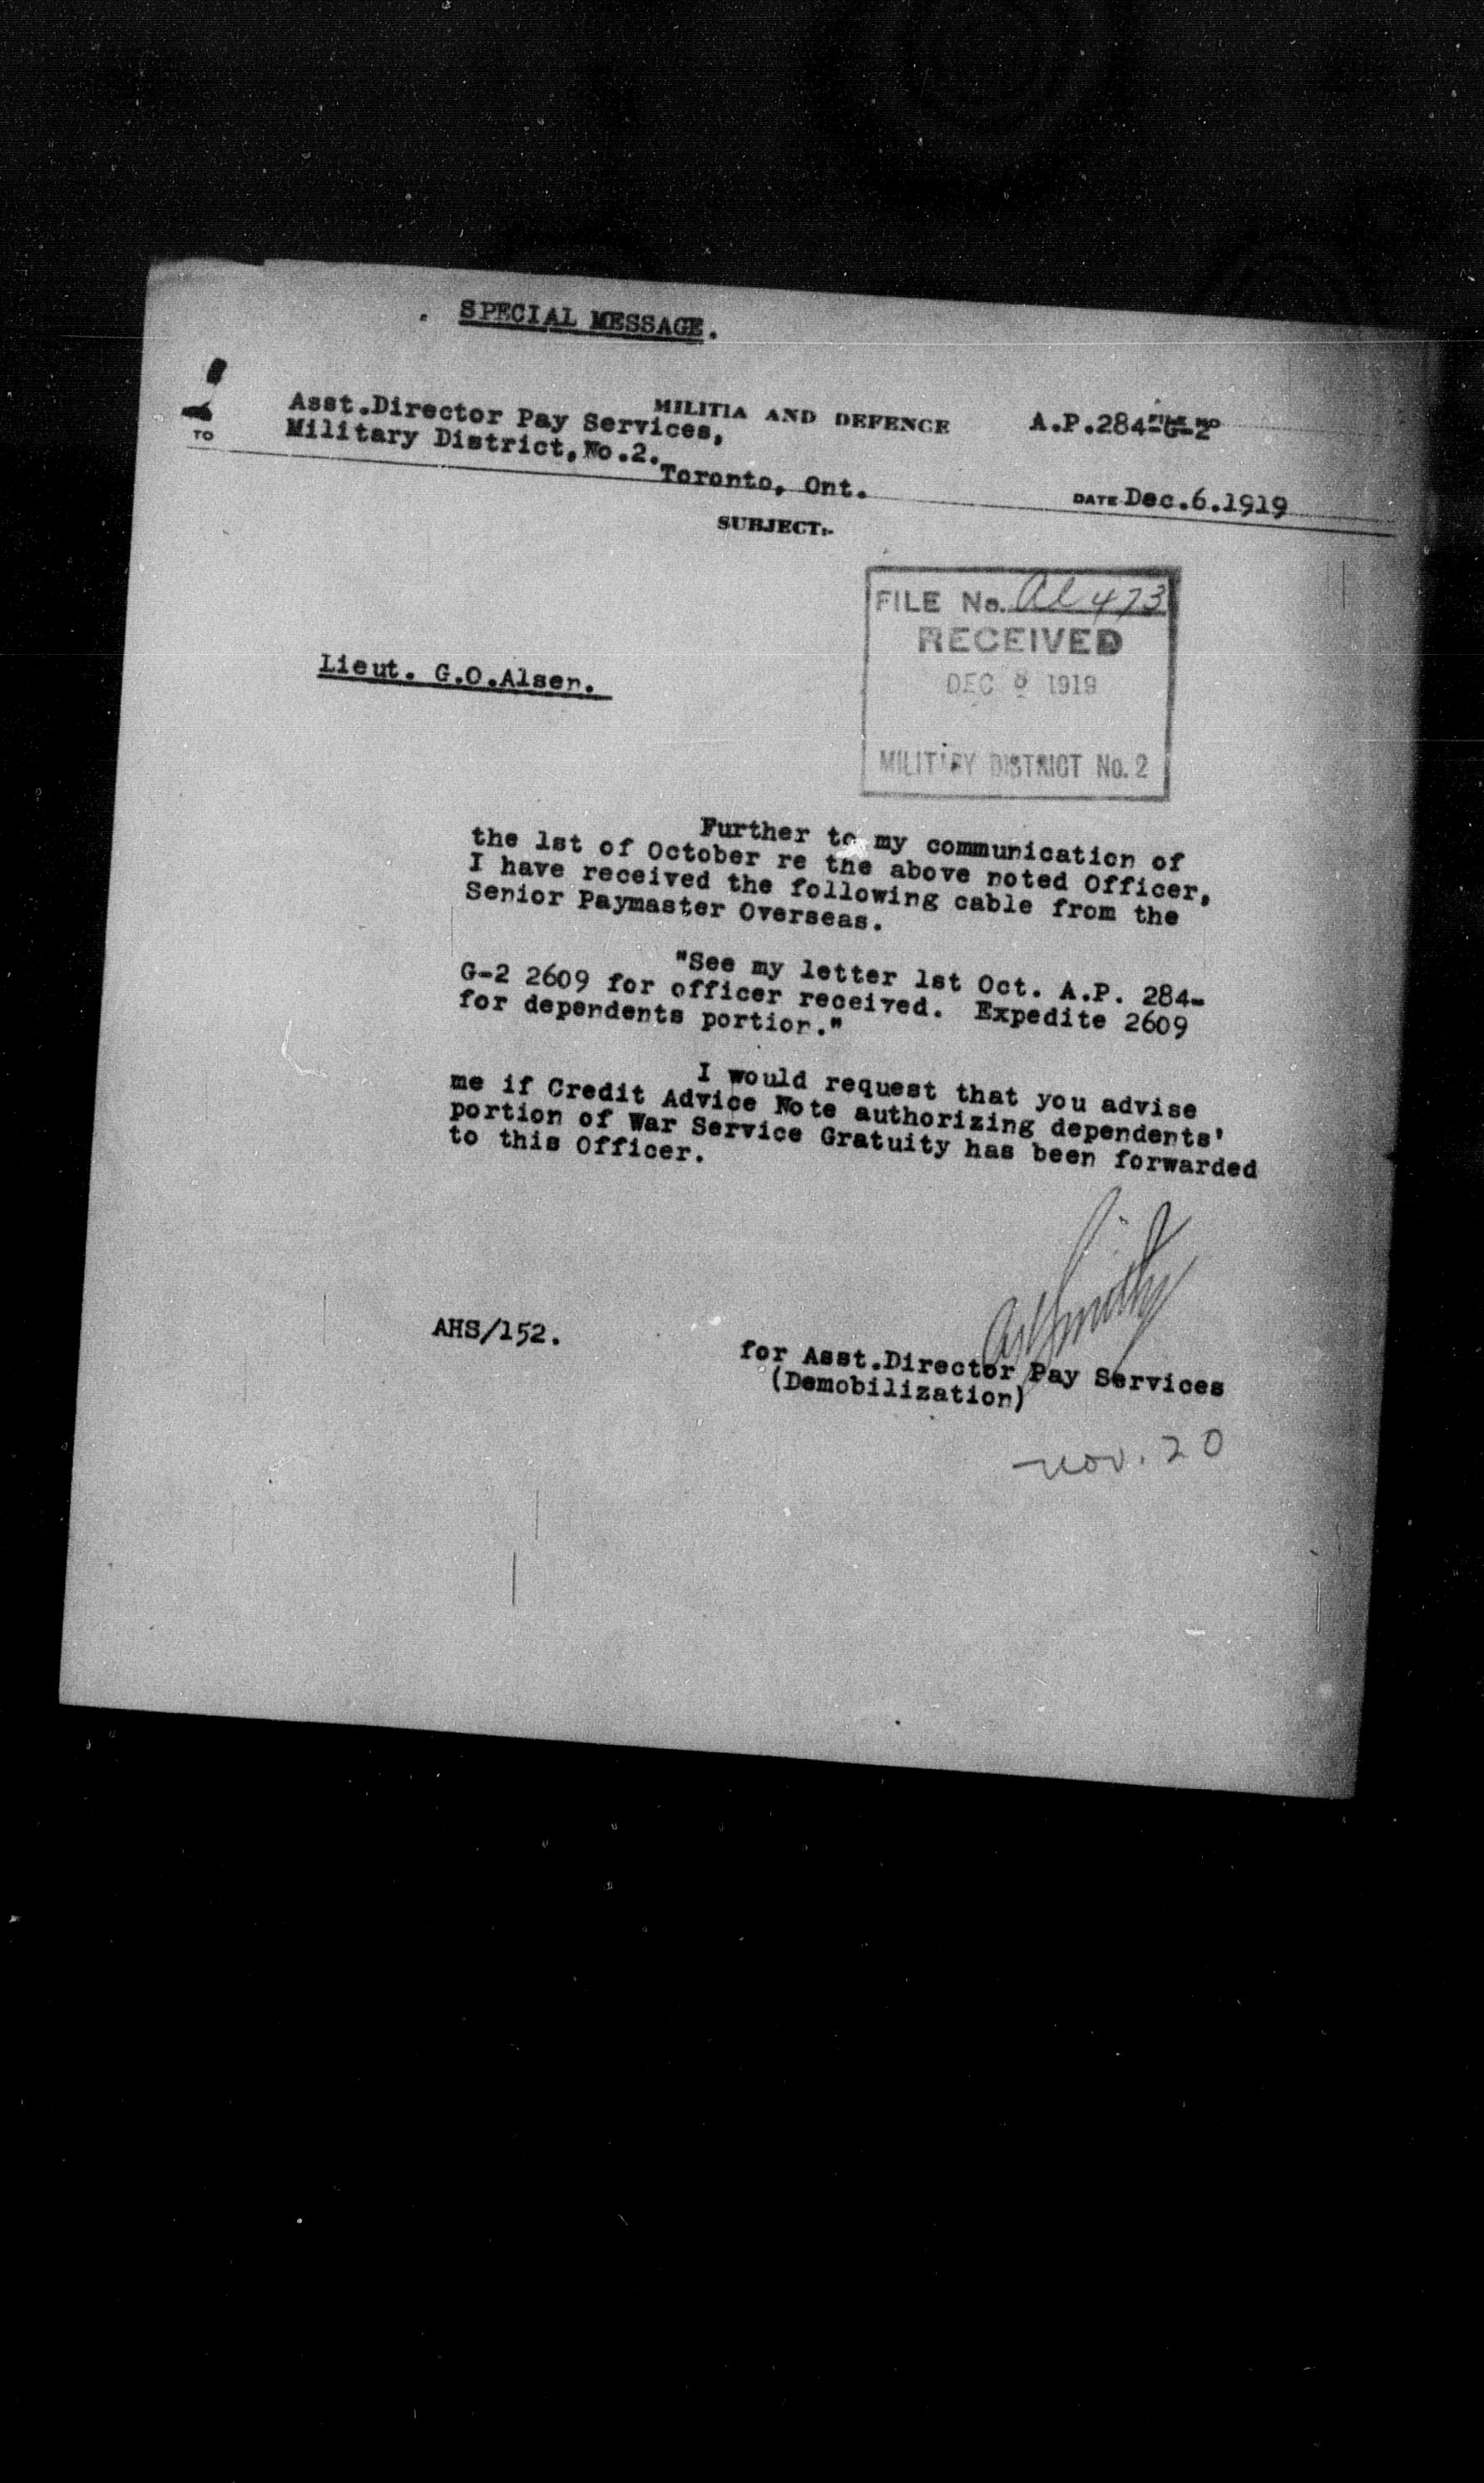 SPECIAL MESSAGE.
MILITIA AND DEFENCE
A.P.284-G-2
Asst.Director Pay Services,
Military District, No.2.
TO
Toronto, Ont.
DATE Dec.6.1919
SUBJECT:-
FILE No. Al 473
RECEIVED
DEC 8 1919
MILITARY DISTRICT No. 2
Lieut. G.O.Alsen.
Further to my communication of
the 1st of October re the above noted Officer,
I have received the following cable from the
Senior Paymaster Overseas.
"See my letter 1st Oct. A.P. 284-
G-2 2609 for officer received. Expedite 2609
for dependents portion."
I would request that you advise
me if Credit Advice Note authorizing dependents'
portion of War Service Gratuity has been forwarded
to this Officer.
AHS/152.
for Asst.Director Pay Services
(Demobilization)
Nov. 20